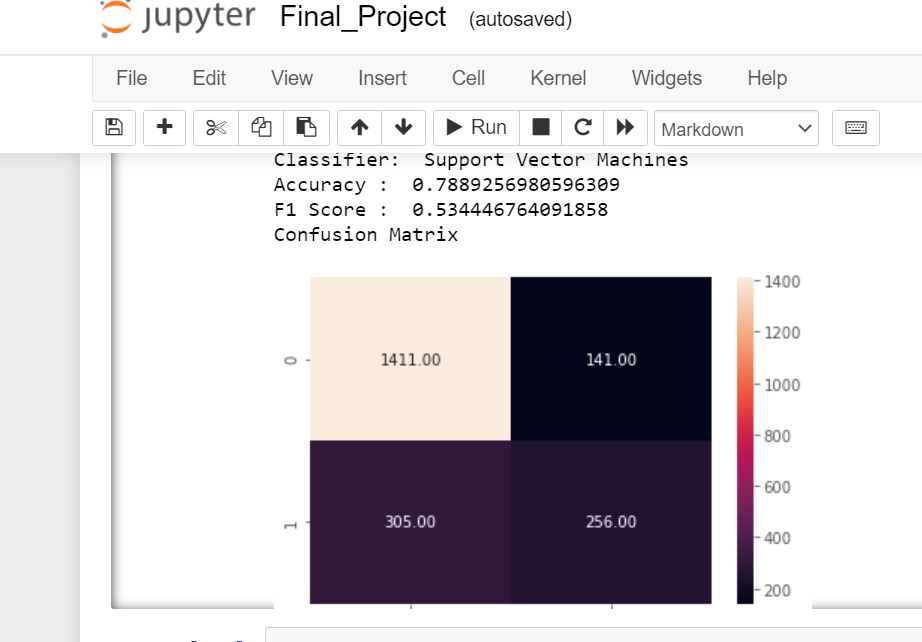 jupyter Final_Project (autosaved)
File Edit View Insert Cell Kernel Widgets Help
Run Markdown
Classifier: Support Vector Machines
Accuracy : 0.7889256980596309
F1 Score : 0.534446764091858
Confusion Matrix
1400
1200
0 1411.00 141.00
1000
800
600
1 305.00 256.00
400
200